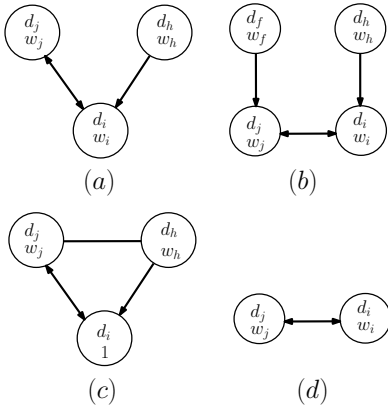 d_j d_h
w_j w_h
d_i
w_i
(a)
d_f d_h
w_f w_h
d_j d_i
w_j w_i
(b)
d_j d_h
w_j w_h
d_i
1
(c)
d_j d_i
w_j w_i
(d)